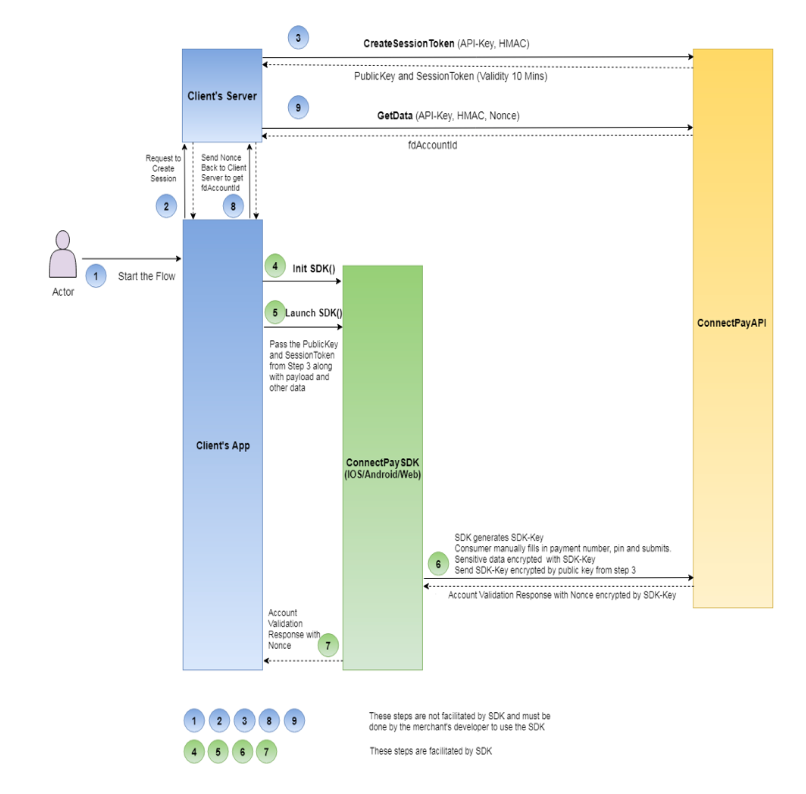 3
CreateSessionToken (API-Key, HMAC)
PublicKey and SessionToken (Validity 10 Mins)
Client's Server
9
GetData (API-Key, HMAC, Nonce)
fdAccountId
Request to
Create
Session
Send Nonce
Back to Client
Server to get
fdAccountId
2
8
1
Start the Flow
Actor
4
Init SDK()
5
Launch SDK()
Pass the PublicKey
and SessionToken
from Step 3 along
with payload and
other data
ConnectPayAPI
Client's App
ConnectPaySDK
(IOS/Android/Web)
6
SDK generates SDK-Key
Consumer manually fills in payment number, pin and submits.
Sensitive data encrypted with SDK-Key
Send SDK-Key encrypted by public key from step 3
Account Validation Response with Nonce encrypted by SDK-Key
Account
Validation
Response with
Nonce
7
1 2 3 8 9
These steps are not facilitated by SDK and must be
done by the merchant's developer to use the SDK
4 5 6 7
These steps are facilitated by SDK